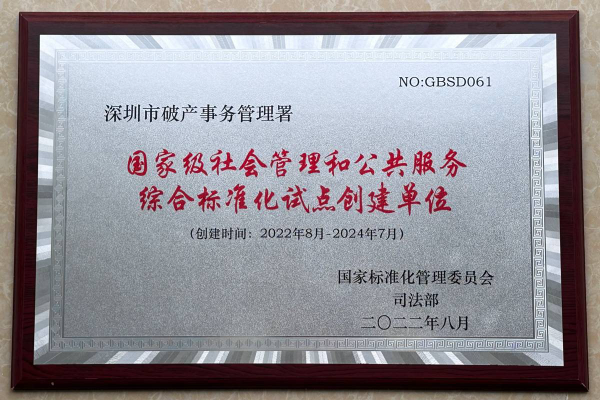 NO:GBSD061
深圳市破产事务管理署
国家级社会管理和公共服务
综合标准化试点创建单位
（创建时间：2022年8月-2024年7月）
国家标准化管理委员会
司法部
二〇二二年八月